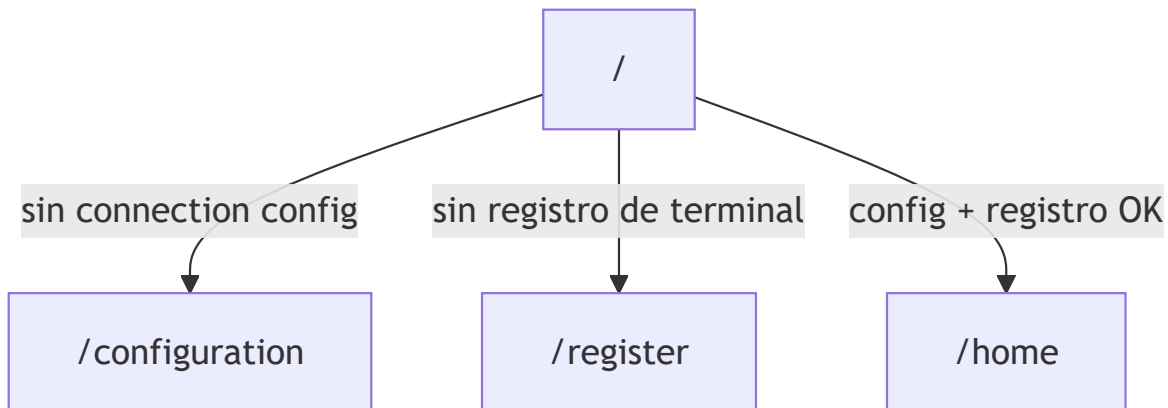 /
sin connection config
sin registro de terminal
config + registro OK
/configuration
/register
/home